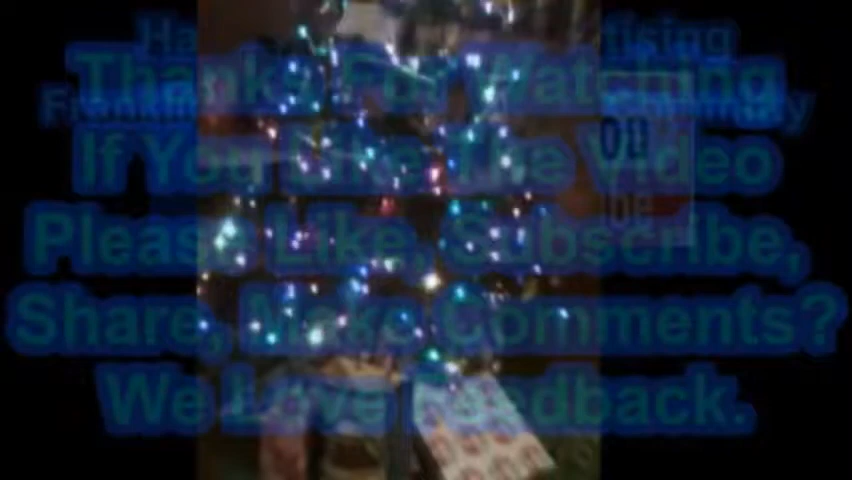 Thanks For Watching
If You Like The Video
Please Like, Subscribe,
Share, Make Comments?
We Love Feedback.